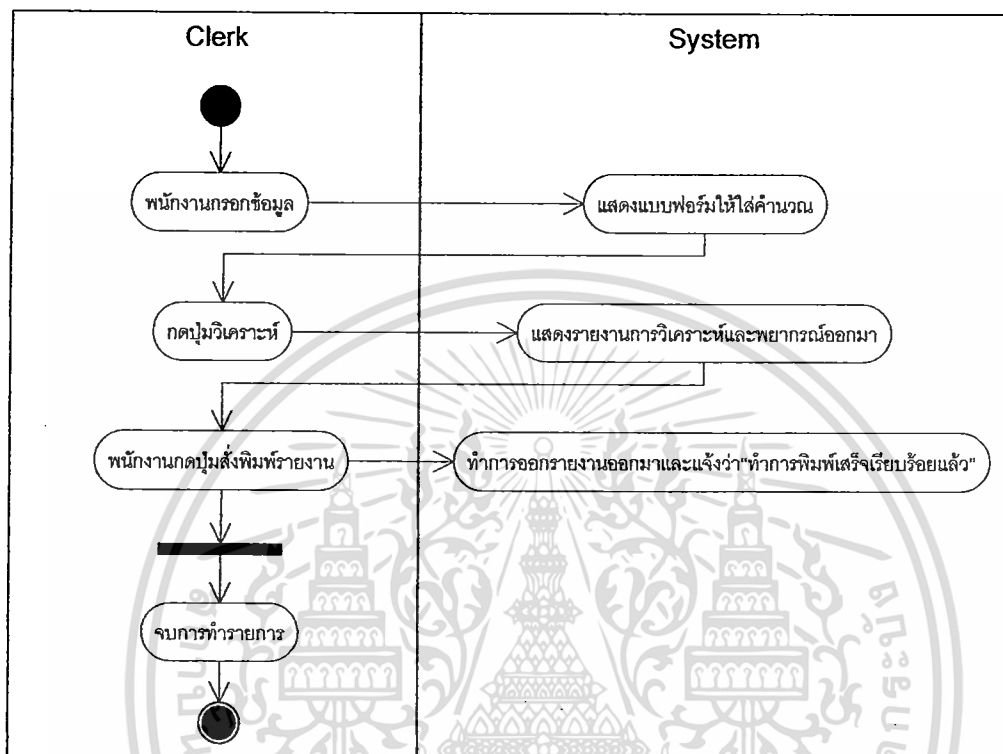 Clerk
System
พนักงานกรอกข้อมูล
แสดงแบบฟอร์มให้ใส่คำนวณ
กดปุ่มวิเคราะห์
แสดงรายงานการวิเคราะห์และพยากรณ์ออกมา
พนักงานกดปุ่มสั่งพิมพ์รายงาน
ทำการออกรายงานออกมาและแจ้งว่า"ทำการพิมพ์เสร็จเรียบร้อยแล้ว"
จบการทำรายการ